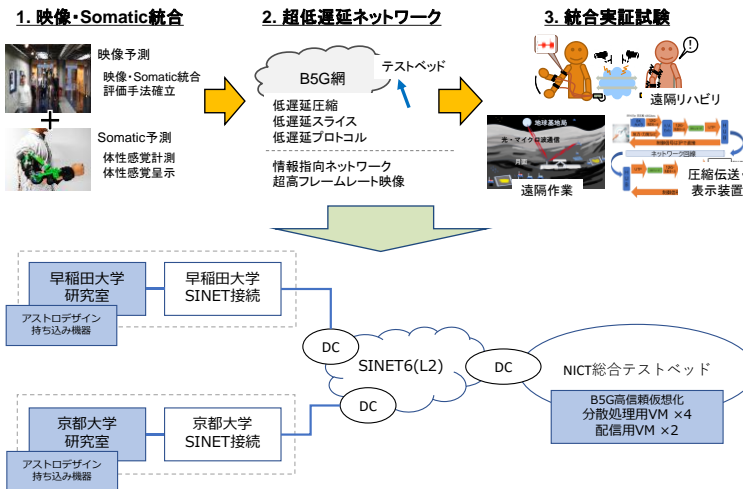 1. 映像・Somatic統合
映像予測
映像・Somatic統合
評価手法確立
Somatic予測
体性感覚計測
体性感覚呈示
2. 超低遅延ネットワーク
B5G網
テストベッド
低遅延圧縮
低遅延スライス
低遅延プロトコル
情報指向ネットワーク
超高フレームレート映像
3. 統合実証試験
遠隔リハビリ
地球基地局
光・マイクロ波通信
月面
遠隔作業
ネットワーク回線
圧縮伝送・
表示装置
早稲田大学
研究室
アストロデザイン
持ち込み機器
早稲田大学
SINET接続
京都大学
研究室
アストロデザイン
持ち込み機器
京都大学
SINET接続
DC
SINET6(L2)
DC
DC
NICT総合テストベッド
B5G高信頼仮想化
分散処理用VM ×4
配信用VM ×2